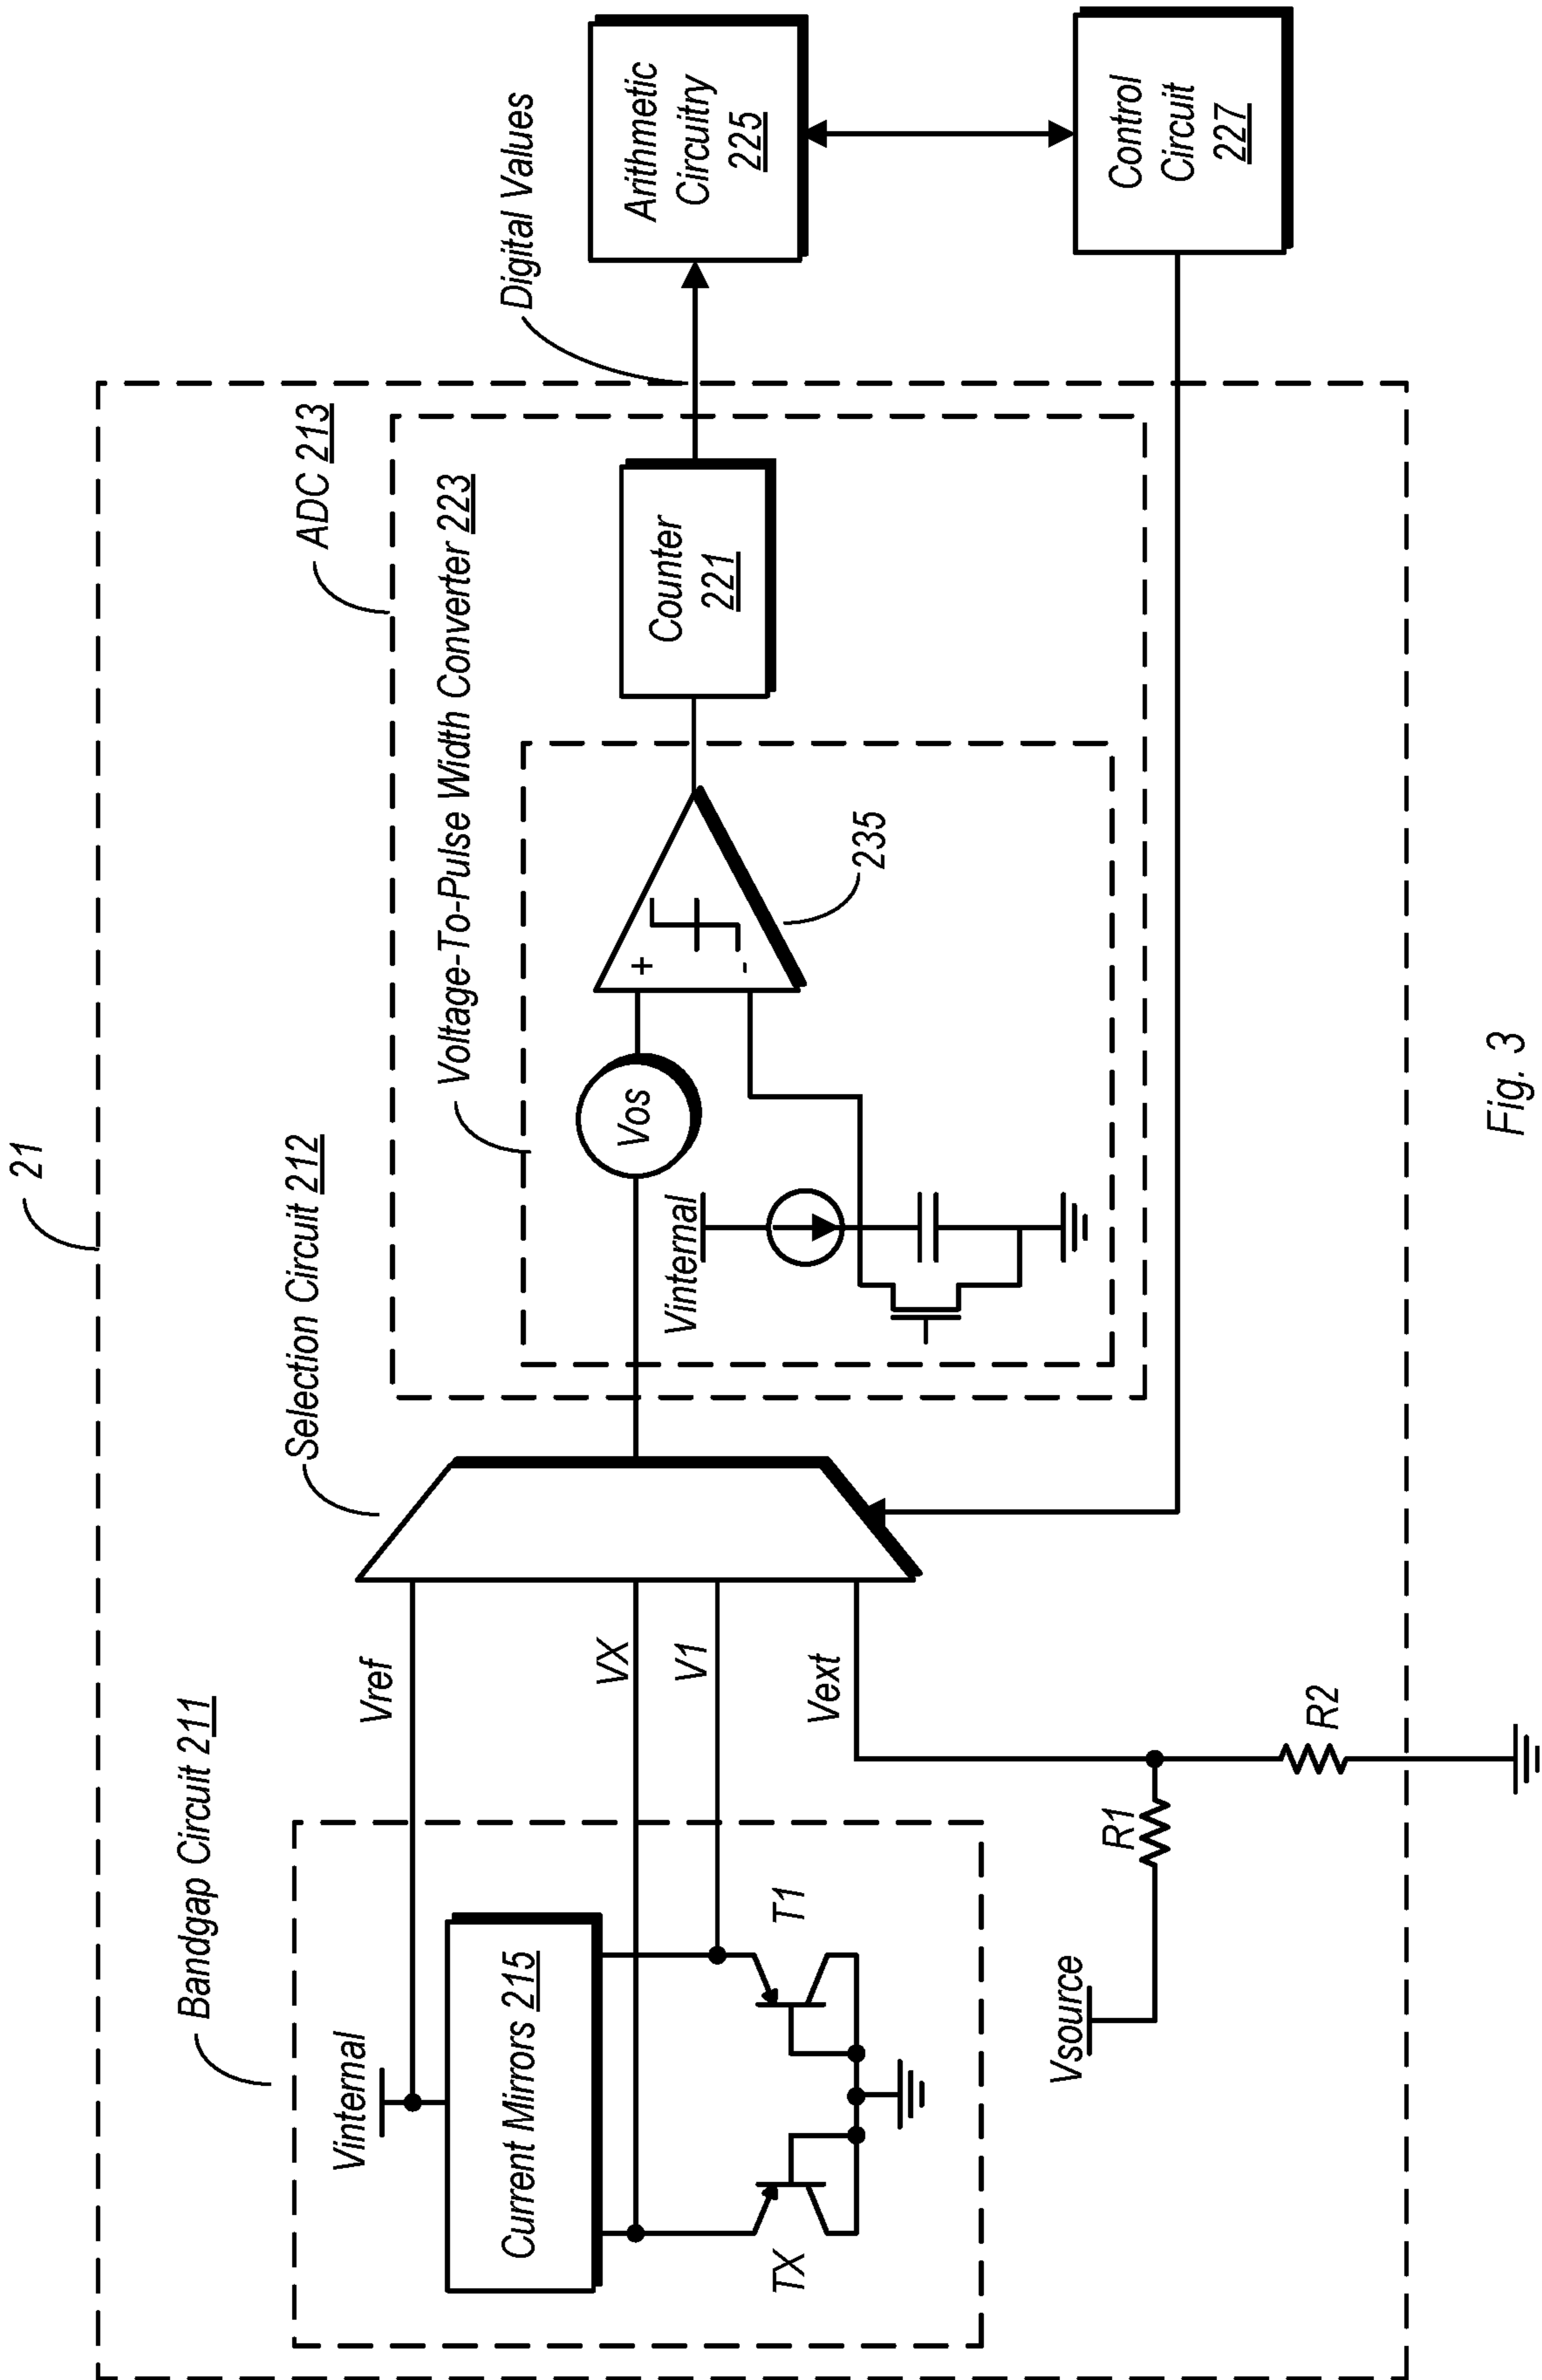 21
Bandgap Circuit 211
Selection Circuit 212
ADC 213
Voltage-To-Pulse Width Converter 223
Digital Values
Vinternal
Current Mirrors 215
TX
T1
Vref
VX
V1
Vext
Vsource
R1
R2
Vinternal
Vos
+
-
235
Counter
221
Arithmetic
Circuitry
225
Control
Circuit
227
Fig. 3